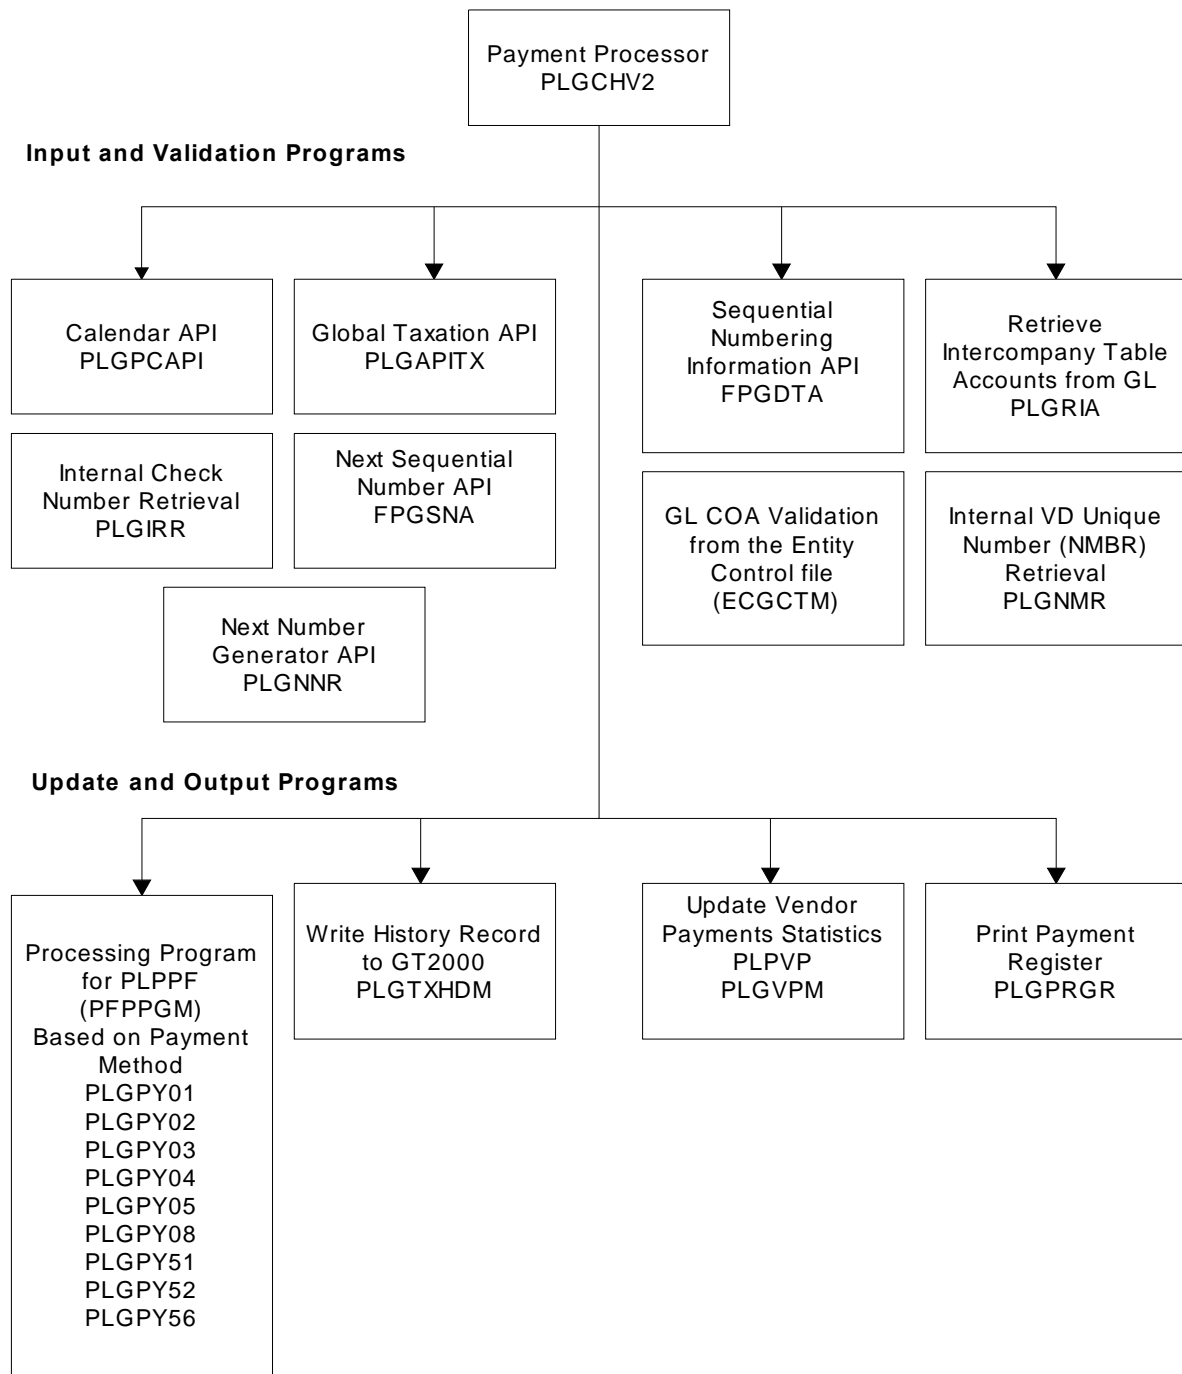 Payment Processor
PLGCHV2
Input and Validation Programs
Calendar API
PLGPCAPI
Global Taxation API
PLGAPITX
Sequential
Numbering
Information API
FPGDTA
Retrieve
Intercompany Table
Accounts from GL
PLGRIA
Internal Check
Number Retrieval
PLGIRR
Next Sequential
Number API
FPGSNA
GL COA Validation
from the Entity
Control file
(ECGCTM)
Internal VD Unique
Number (NMBR)
Retrieval
PLGNMR
Next Number
Generator API
PLGNNR
Update and Output Programs
Processing Program
for PLPPF
(PFPPGM)
Based on Payment
Method
PLGPY01
PLGPY02
PLGPY03
PLGPY04
PLGPY05
PLGPY08
PLGPY51
PLGPY52
PLGPY56
Write History Record
to GT2000
PLGTXHDM
Update Vendor
Payments Statistics
PLPVP
PLGVPM
Print Payment
Register
PLGPRGR